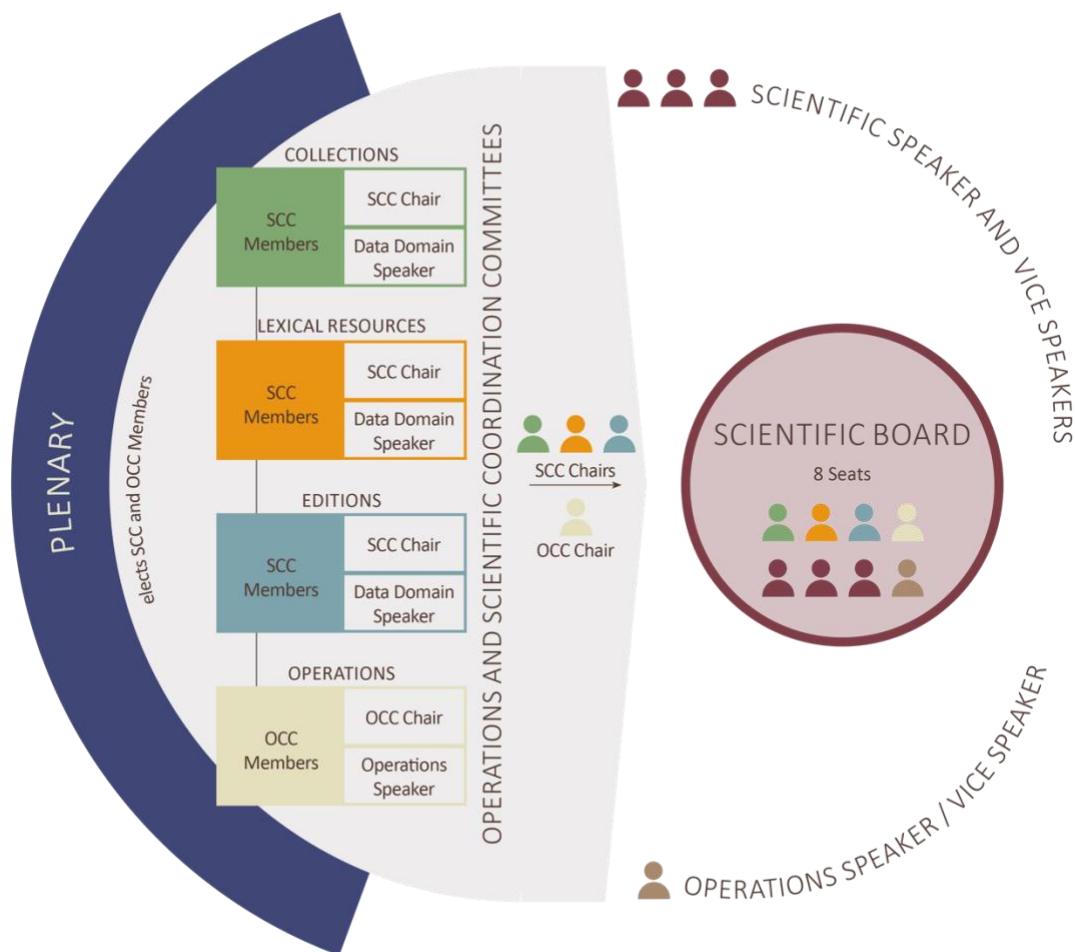 PLENARY
elects SCC and OCC Members
COLLECTIONS
SCC
Members
SCC Chair
Data Domain
Speaker
LEXICAL RESOURCES
SCC
Members
SCC Chair
Data Domain
Speaker
EDITIONS
SCC
Members
SCC Chair
Data Domain
Speaker
OPERATIONS
OCC
Members
OCC Chair
Operations
Speaker
OPERATIONS AND SCIENTIFIC COORDINATION COMMITTEES
SCC Chairs
OCC Chair
SCIENTIFIC SPEAKER AND VICE SPEAKERS
SCIENTIFIC BOARD
8 Seats
OPERATIONS SPEAKER / VICE SPEAKER